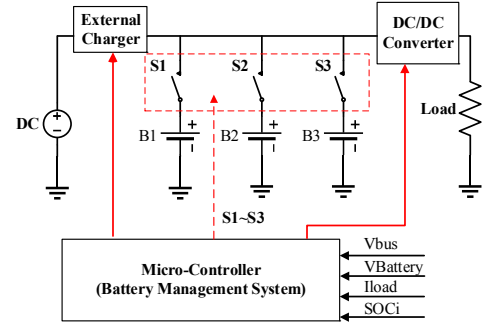 External
Charger
DC/DC
Converter
S1
S2
S3
DC
+
−
B1
+
−
B2
+
−
B3
+
−
Load
S1~S3
Micro-Controller
(Battery Management System)
Vbus
VBattery
Iload
SOCi